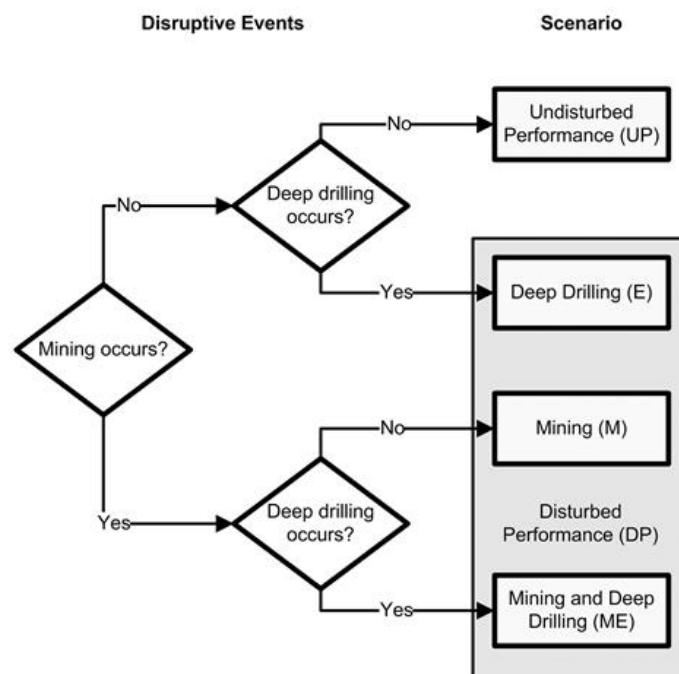 Disruptive Events
Scenario
No
Undisturbed
Performance (UP)
Deep drilling
occurs?
No
Yes
Deep Drilling (E)
Mining occurs?
No
Mining (M)
Yes
Deep drilling
occurs?
Disturbed
Performance (DP)
Yes
Mining and Deep
Drilling (ME)